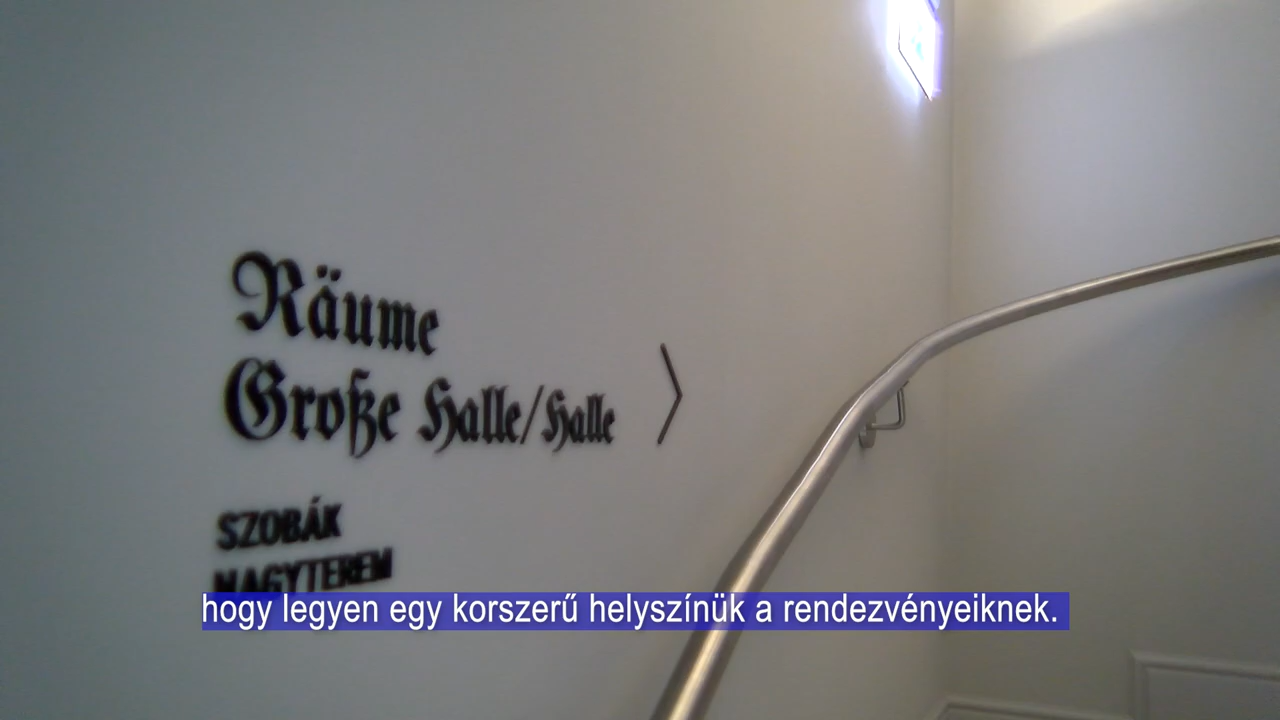 Räume
Große Halle/Halle
SZOBÁK
NAGYTEREM
hogy legyen egy korszerű helyszínük a rendezvényeiknek.